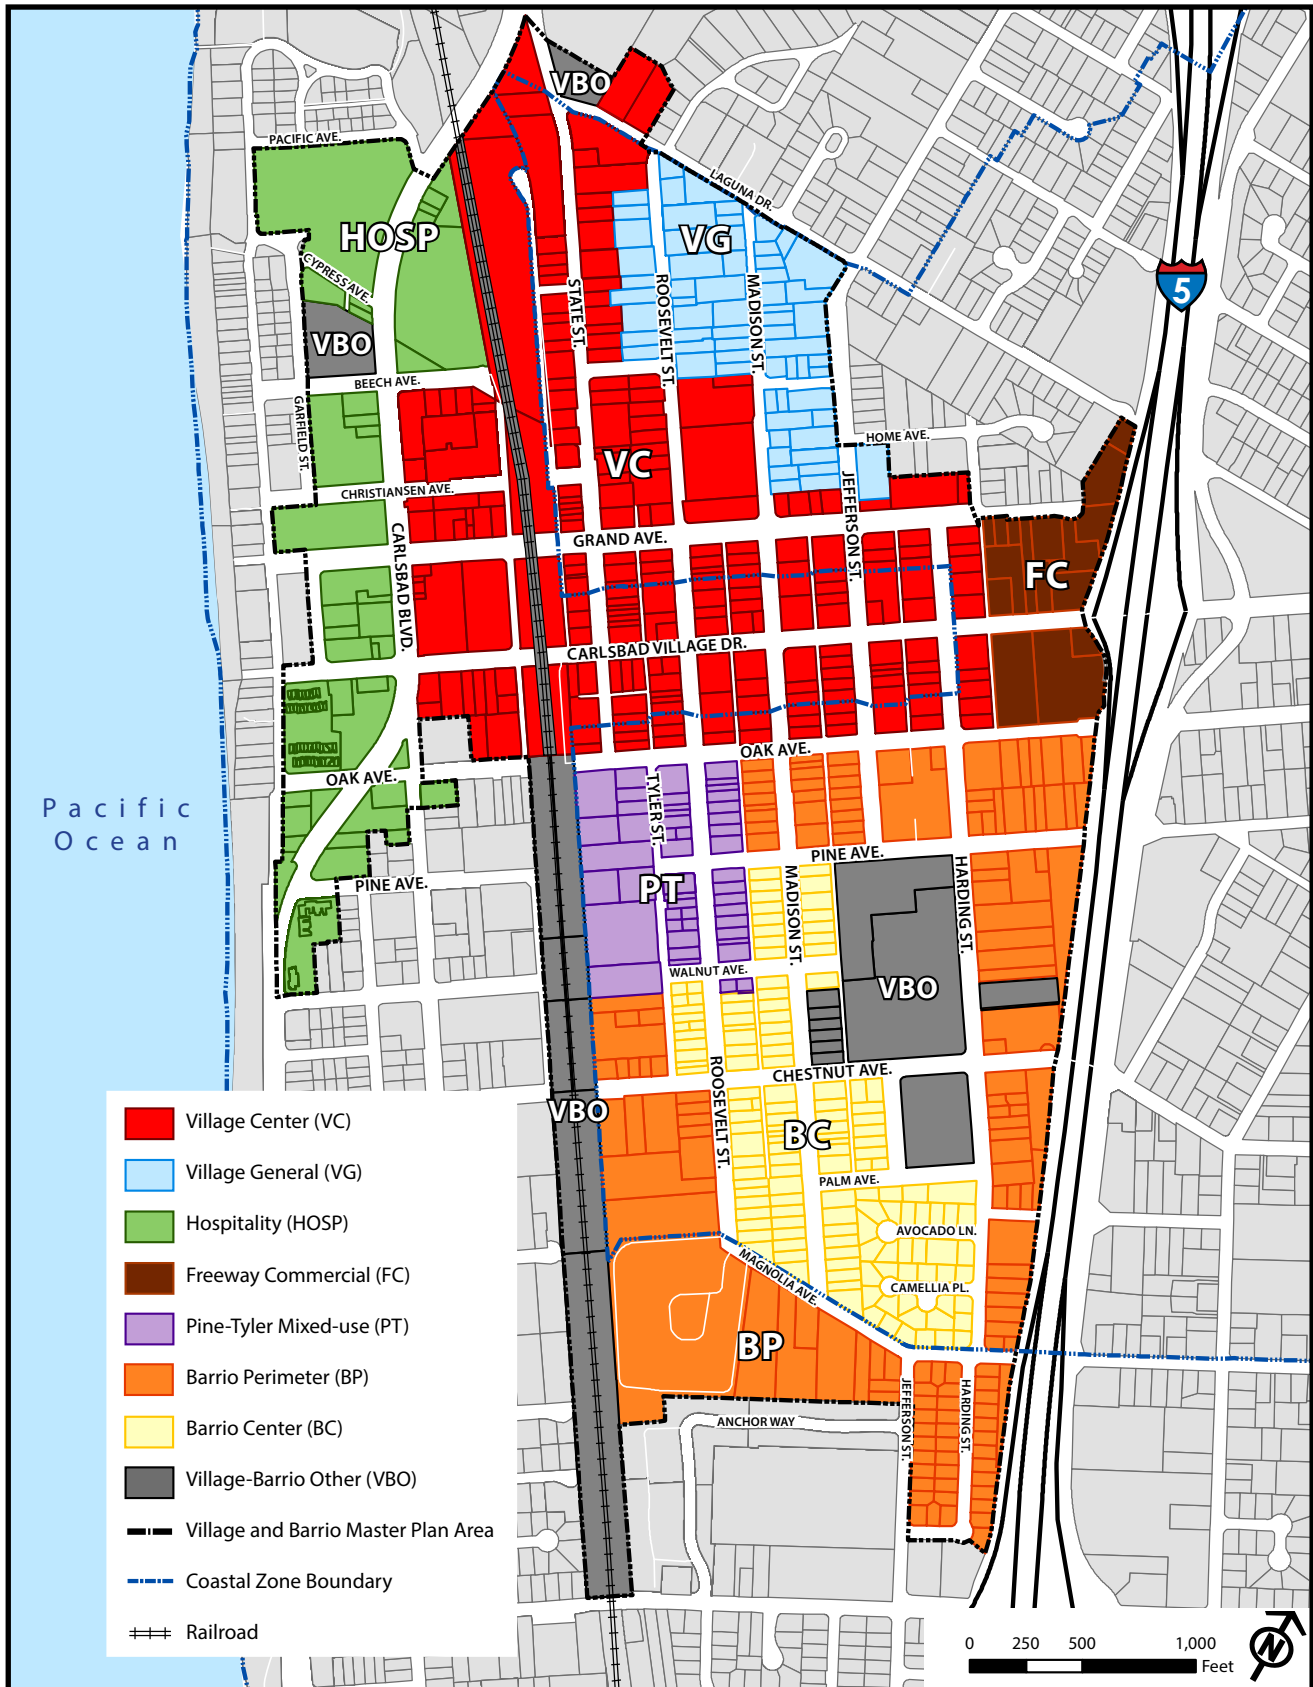 VBO
PACIFIC AVE.
LAGUNA DR.
HOSP
VG
CYPRESS AVE.
5
STATE ST.
ROOSEVELT ST.
MADISON ST.
VBO
BEECH AVE.
GARFIELD ST.
HOME AVE.
VC
CHRISTIANSEN AVE.
JEFFERSON ST.
GRAND AVE.
CARLSBAD BLVD.
FC
CARLSBAD VILLAGE DR.
OAK AVE.
OAK AVE.
TYLER ST.
Pacific
Ocean
PINE AVE.
PINE AVE.
PT
MADISON ST.
HARDING ST.
WALNUT AVE.
VBO
CHESTNUT AVE.
ROOSEVELT ST.
VBO
BC
PALM AVE.
AVOCADO LN.
MAGNOLIA AVE.
CAMELLIA PL.
BP
JEFFERSON ST.
HARDING ST.
ANCHOR WAY
Village Center (VC)
Village General (VG)
Hospitality (HOSP)
Freeway Commercial (FC)
Pine-Tyler Mixed-use (PT)
Barrio Perimeter (BP)
Barrio Center (BC)
Village-Barrio Other (VBO)
Village and Barrio Master Plan Area
Coastal Zone Boundary
Railroad
0 250 500 1,000
Feet
N